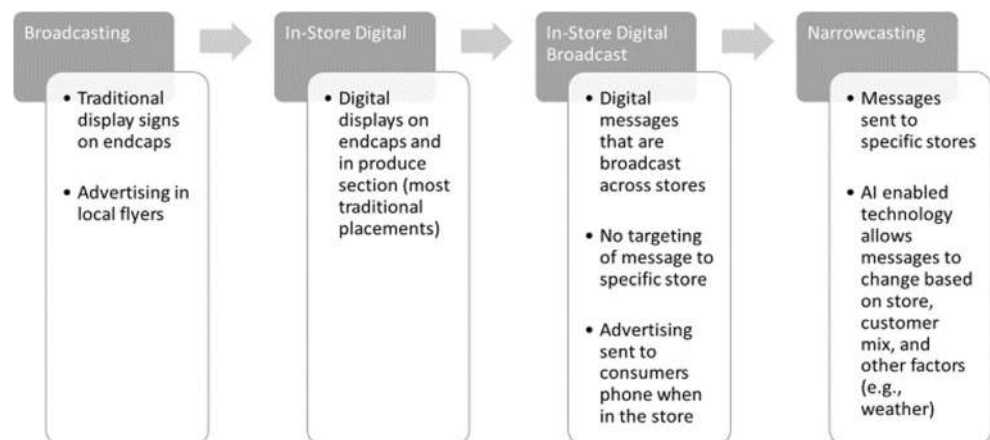 Broadcasting
• Traditional
display signs
on endcaps
• Advertising in
local flyers
In-Store Digital
• Digital
displays on
endcaps and
in produce
section (most
traditional
placements)
In-Store Digital
Broadcast
• Digital
messages
that are
broadcast
across stores
• No targeting
of message to
specific store
• Advertising
sent to
consumers
phone when
in the store
Narrowcasting
• Messages
sent to
specific stores
• AI enabled
technology
allows
messages to
change based
on store,
customer
mix, and
other factors
(e.g.,
weather)